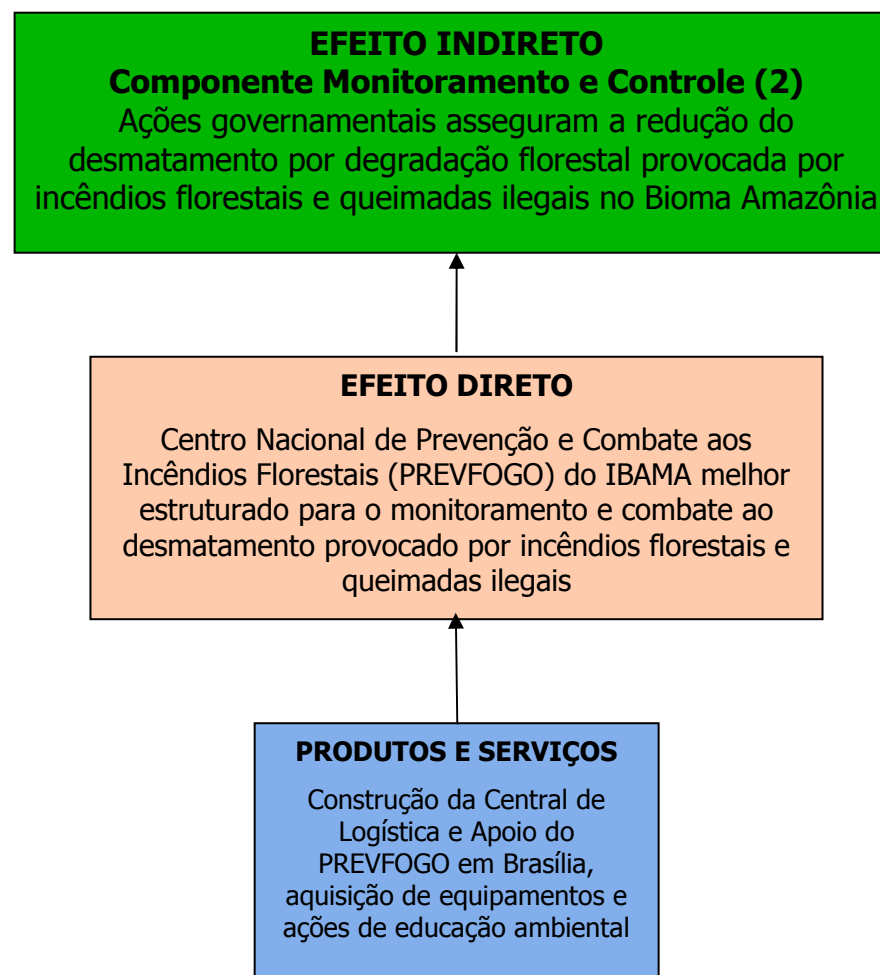 EFEITO INDIRETO
Componente Monitoramento e Controle (2)
Ações governamentais asseguram a redução do
desmatamento por degradação florestal provocada por
incêndios florestais e queimadas ilegais no Bioma Amazônia
EFEITO DIRETO
Centro Nacional de Prevenção e Combate aos
Incêndios Florestais (PREVFOGO) do IBAMA melhor
estruturado para o monitoramento e combate ao
desmatamento provocado por incêndios florestais e
queimadas ilegais
PRODUTOS E SERVIÇOS
Construção da Central de
Logística e Apoio do
PREVFOGO em Brasília,
aquisição de equipamentos e
ações de educação ambiental